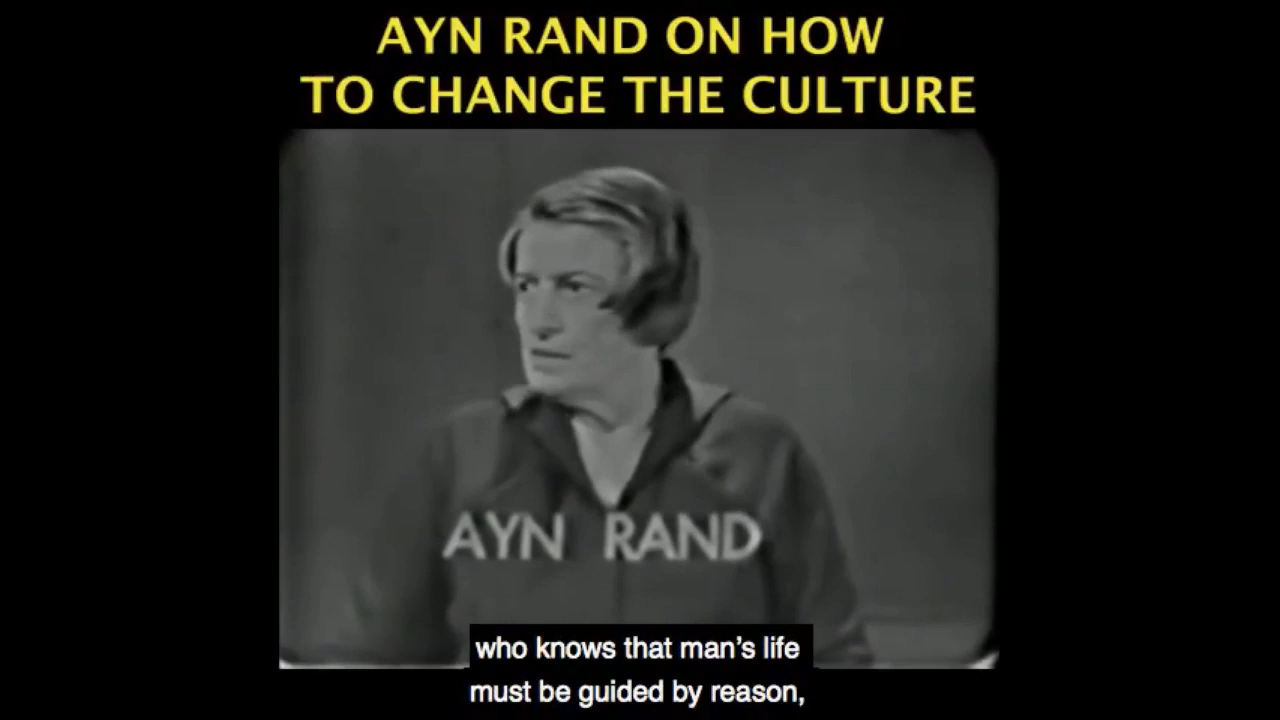 AYN RAND ON HOW
TO CHANGE THE CULTURE
AYN RAND
who knows that man's life
must be guided by reason,